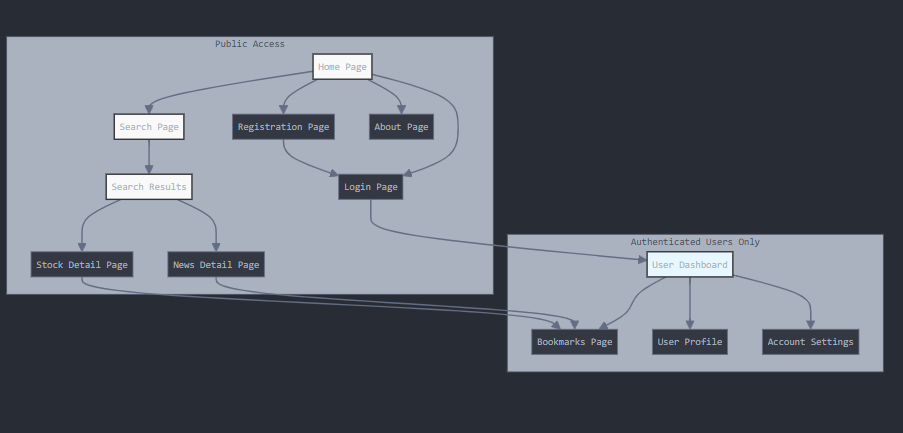 Public Access
Home Page
Search Page
Registration Page
About Page
Search Results
Login Page
Stock Detail Page
News Detail Page
Authenticated Users Only
User Dashboard
Bookmarks Page
User Profile
Account Settings